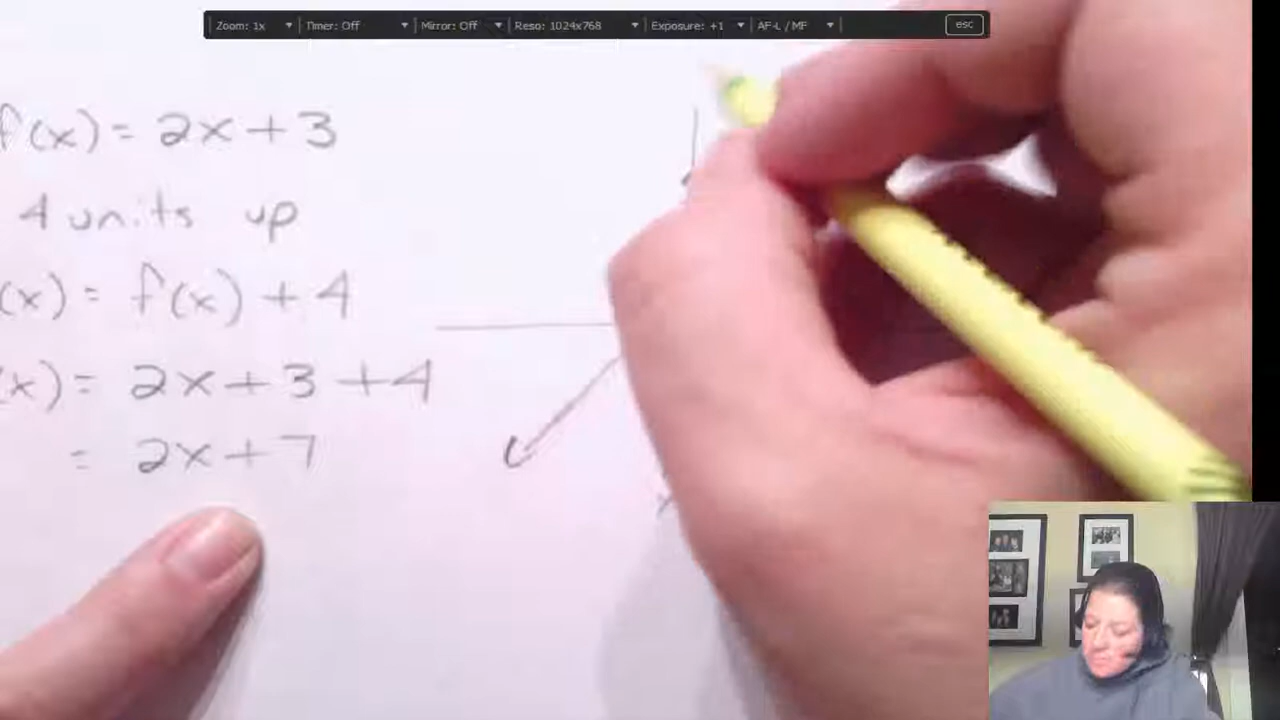 Zoom: 1x Timer: Off Mirror: Off Reso: 1024x768 Exposure: +1 AF-L / MF esc
f(x) = 2x + 3
4 units up
(x) = f(x) + 4
(x) = 2x + 3 + 4
= 2x + 7